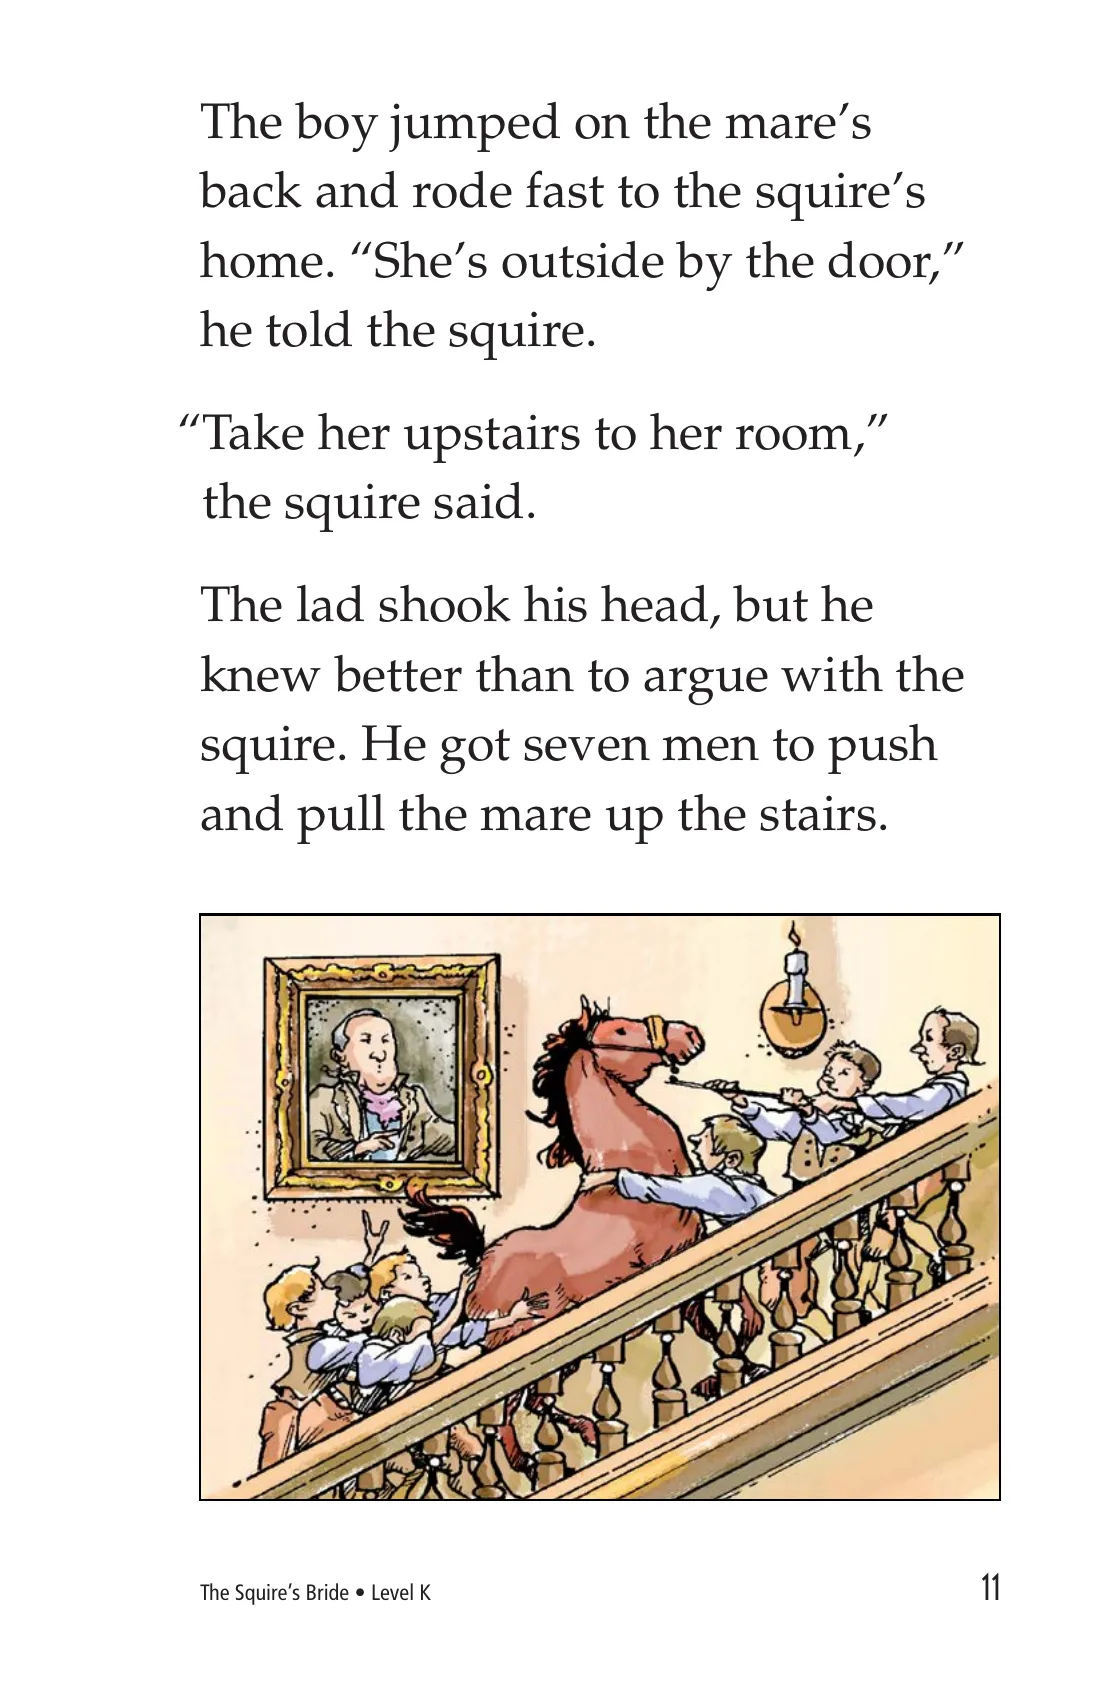 The boy jumped on the mare’s
back and rode fast to the squire’s
home. “She’s outside by the door,”
he told the squire.
“Take her upstairs to her room,”
the squire said.
The lad shook his head, but he
knew better than to argue with the
squire. He got seven men to push
and pull the mare up the stairs.
The Squire’s Bride • Level K
11